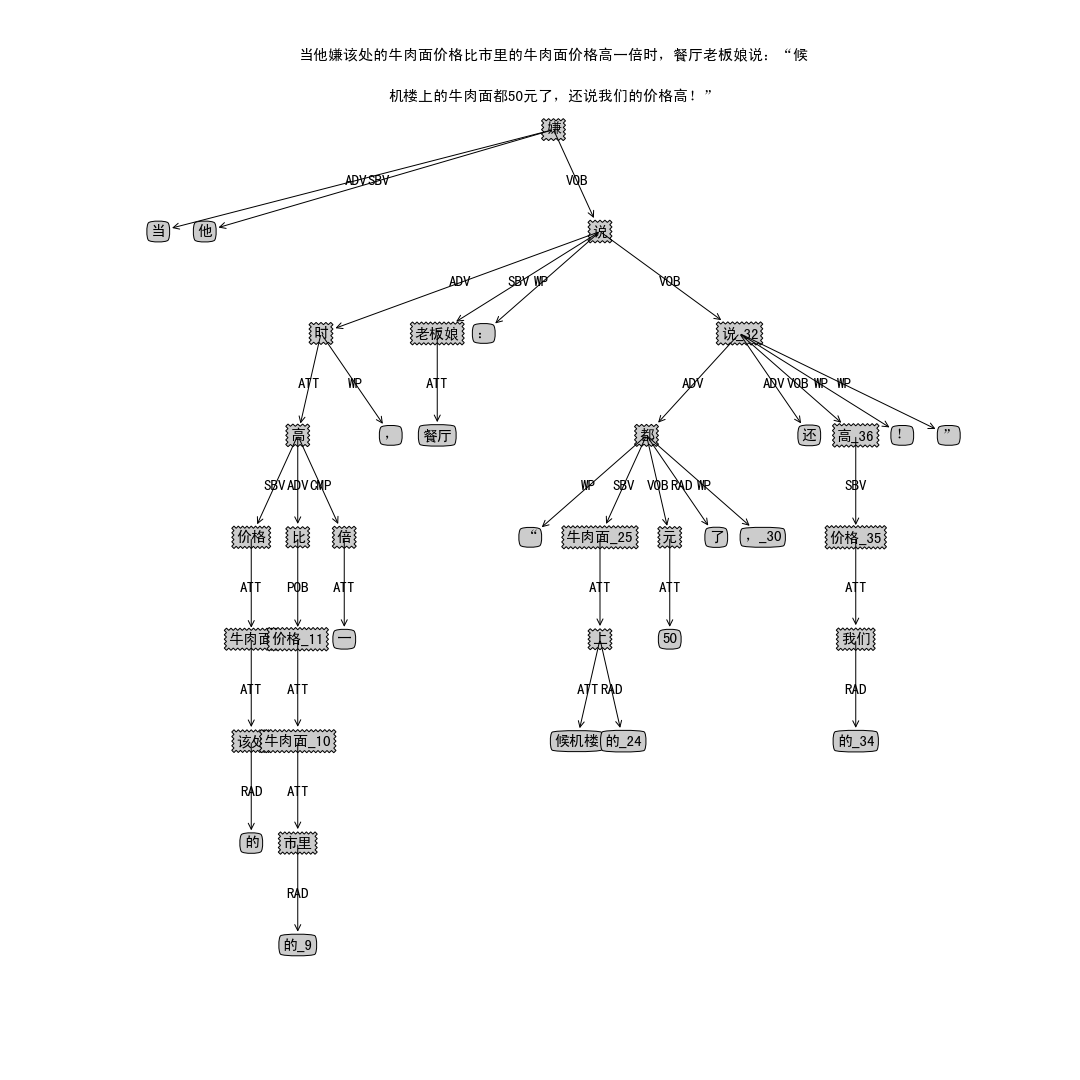 当他嫌该处的牛肉面价格比市里的牛肉面价格高一倍时，餐厅老板娘说：“候
机楼上的牛肉面都50元了，还说我们的价格高！”
嫌
ADV SBV VOB
当 他 说
ADV SBV WP VOB
时 老板娘 ： 说_32
ATT WP ATT ADV ADV VOB WP WP
高 ， 餐厅 都 还 高_36 ！ ”
SBV ADV CMP WP SBV VOB RAD WP SBV
价格 比 倍 “ 牛肉面_25 元 了 ，_30 价格_35
ATT POB ATT ATT ATT ATT
牛肉面 价格_11 一 上 50 我们
ATT ATT ATT RAD RAD
该处 牛肉面_10 候机楼 的_24 的_34
RAD ATT
的 市里
RAD
的_9